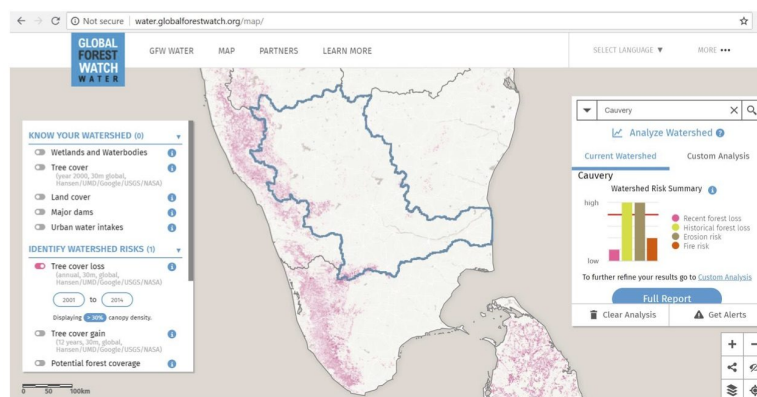 Not secure | water.globalforestwatch.org/map/
GLOBAL
FOREST
WATCH
WATER
GFW WATER MAP PARTNERS LEARN MORE
SELECT LANGUAGE ▼ MORE •••
KNOW YOUR WATERSHED (0)
Wetlands and Waterbodies
Tree cover
(year 2000, 30m global,
Hansen/UMD/Google/USGS/NASA)
Land cover
Major dams
Urban water intakes
IDENTIFY WATERSHED RISKS (1)
Tree cover loss
(annual, 30m, global,
Hansen/UMD/Google/USGS/NASA)
2001 to 2014
Displaying > 30% canopy density.
Tree cover gain
(12 years, 30m, global,
Hansen/UMD/Google/USGS/NASA)
Potential forest coverage
0 50 100km
Cauvery
Analyze Watershed
Current Watershed Custom Analysis
Cauvery
Watershed Risk Summary
high
low
Recent forest loss
Historical forest loss
Erosion risk
Fire risk
To further refine your results go to Custom Analysis
Full Report
Clear Analysis Get Alerts